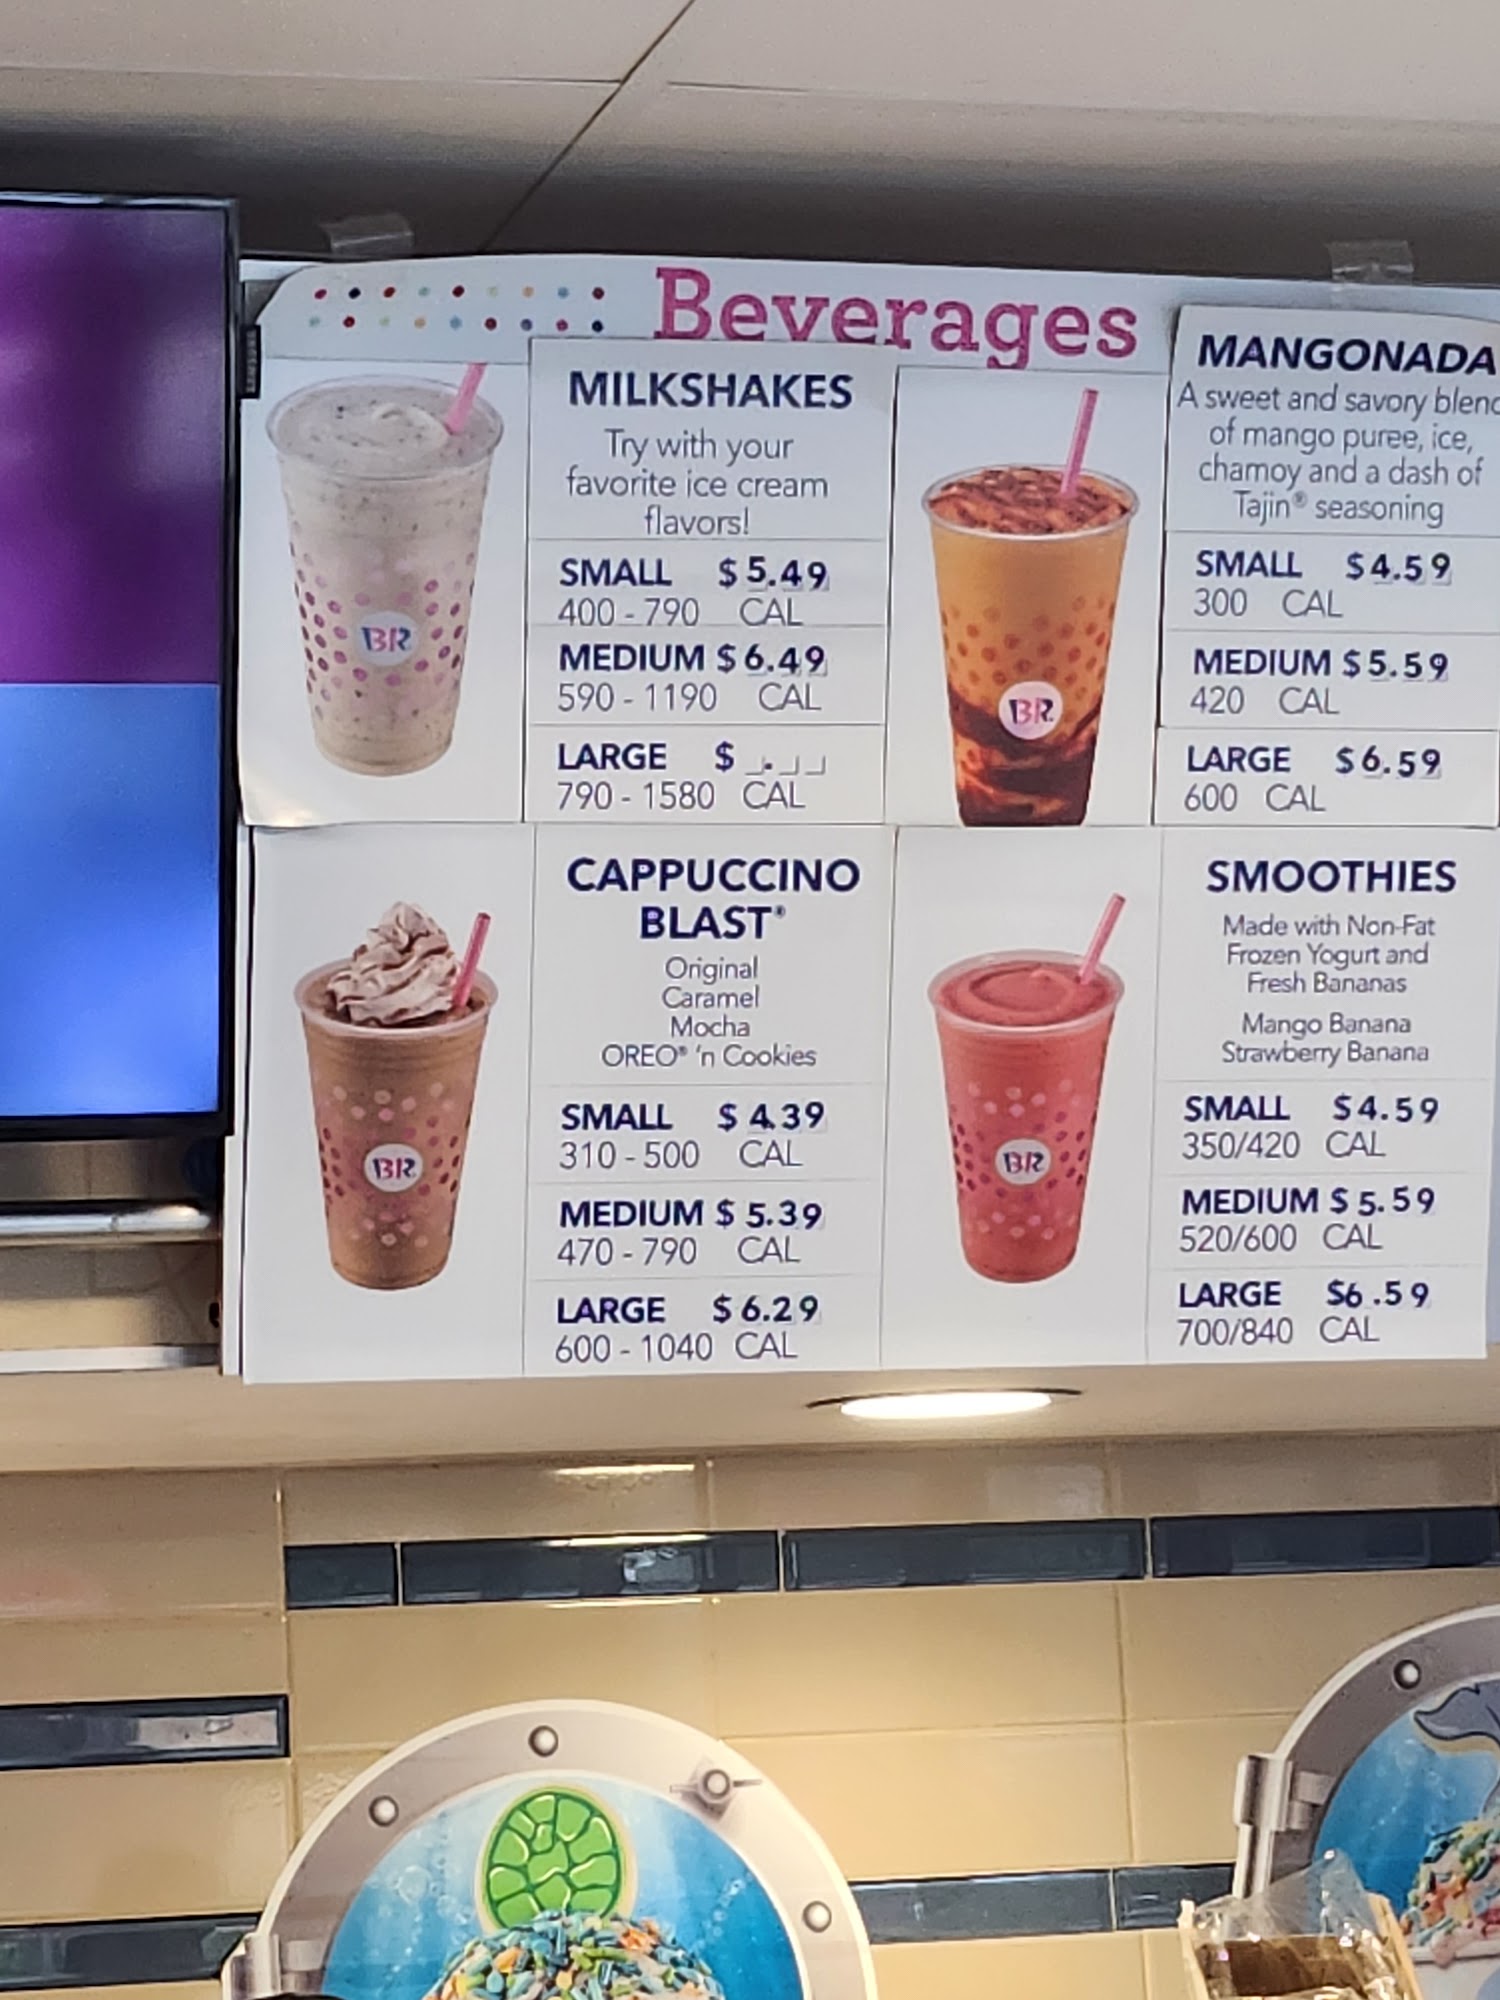 Beverages
MILKSHAKES
Try with your
favorite ice cream
flavors!
SMALL $5.49
400 - 790 CAL
MEDIUM $6.49
590 - 1190 CAL
LARGE $ .
790 - 1580 CAL
MANGONADA
A sweet and savory blend
of mango puree, ice,
chamoy and a dash of
Tajin® seasoning
SMALL $4.59
300 CAL
MEDIUM $5.59
420 CAL
LARGE $6.59
600 CAL
CAPPUCCINO
BLAST®
Original
Caramel
Mocha
OREO® 'n Cookies
SMALL $4.39
310 - 500 CAL
MEDIUM $5.39
470 - 790 CAL
LARGE $6.29
600 - 1040 CAL
SMOOTHIES
Made with Non-Fat
Frozen Yogurt and
Fresh Bananas
Mango Banana
Strawberry Banana
SMALL $4.59
350/420 CAL
MEDIUM $5.59
520/600 CAL
LARGE $6.59
700/840 CAL
BR
BR
BR
BR